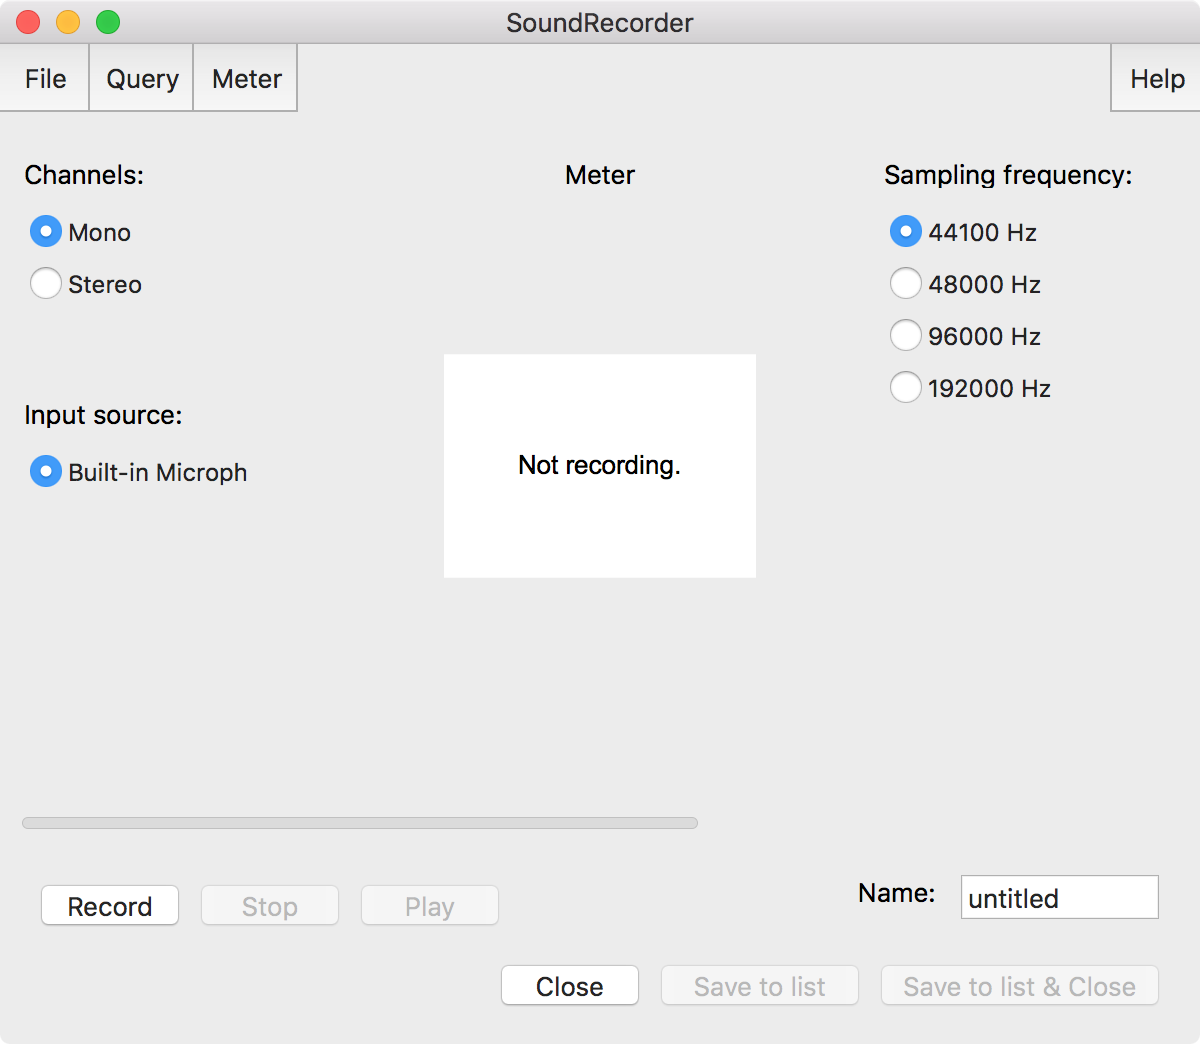 SoundRecorder
File Query Meter Help
Channels:
Mono
Stereo
Input source:
Built-in Microph
Meter
Not recording.
Sampling frequency:
44100 Hz
48000 Hz
96000 Hz
192000 Hz
Record Stop Play
Name: untitled
Close Save to list Save to list & Close